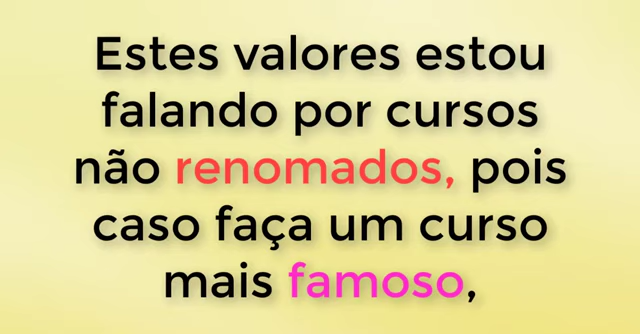 Estes valores estou
falando por cursos
não renomados, pois
caso faça um curso
mais famoso,